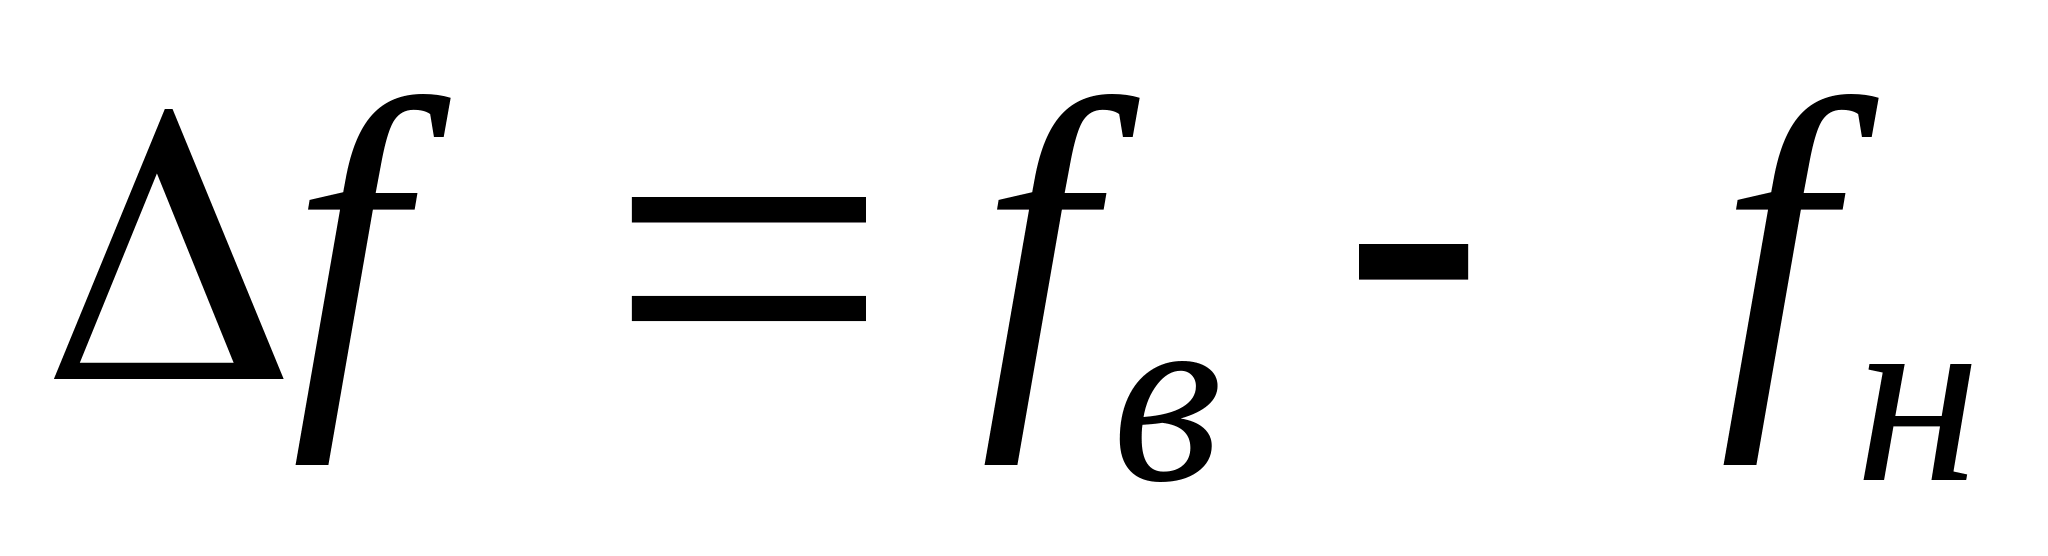 Δf = fв - fн